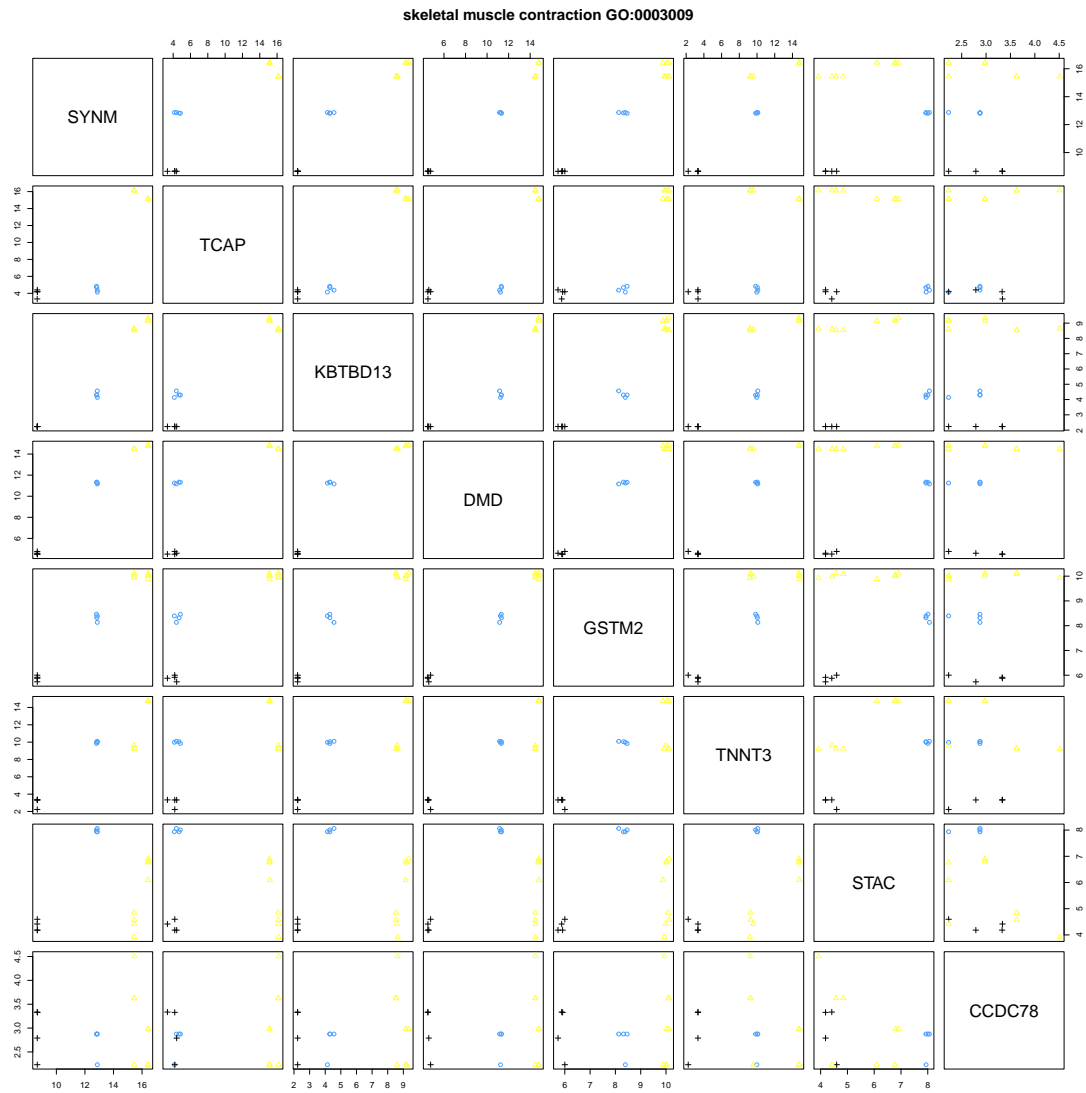 skeletal muscle contraction GO:0003009
4 6 8 10 12 14 16
6 8 10 12 14
2 4 6 8 10 12 14
2.5 3.0 3.5 4.0 4.5
SYNM
10 12 14 16
4 6 8 10 12 14 16
TCAP
KBTBD13
2 3 4 5 6 7 8 9
6 8 10 12 14
DMD
GSTM2
6 7 8 9 10
2 4 6 8 10 12 14
TNNT3
STAC
4 5 6 7 8
2.5 3.0 3.5 4.0 4.5
CCDC78
10 12 14 16
2 3 4 5 6 7 8 9
6 7 8 9 10
4 5 6 7 8